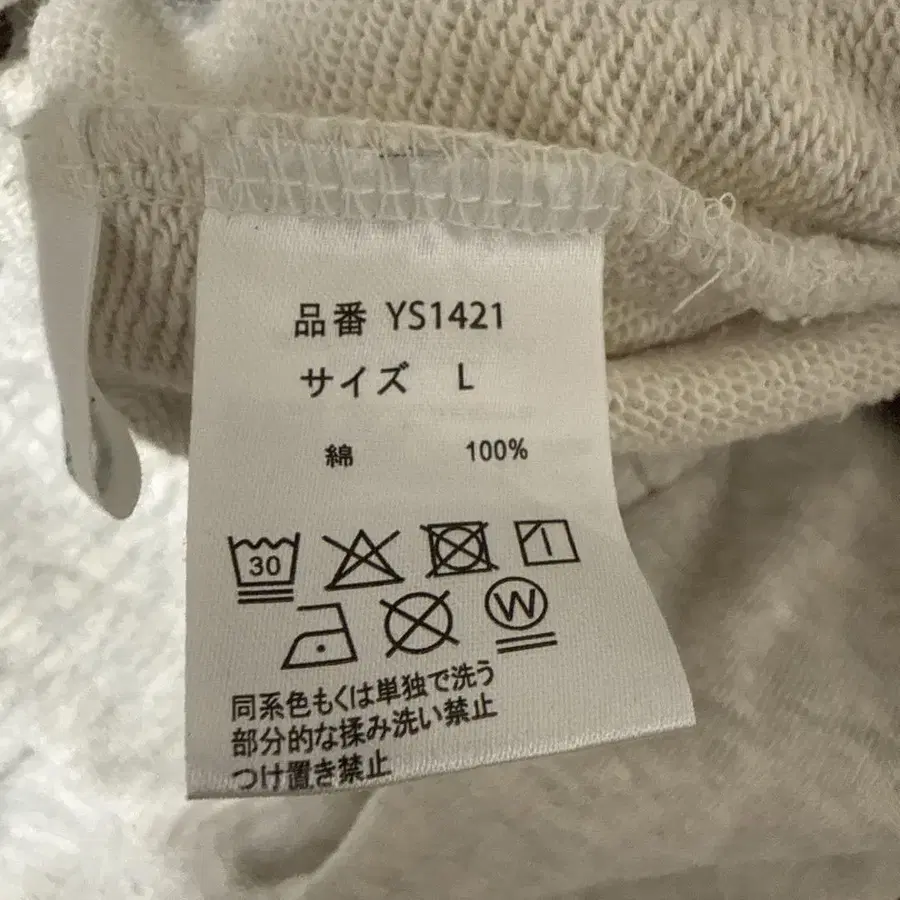 品番 YS1421
サイズ L
綿 100%
30
W
同系色もくは単独で洗う
部分的な揉み洗い禁止
つけ置き禁止